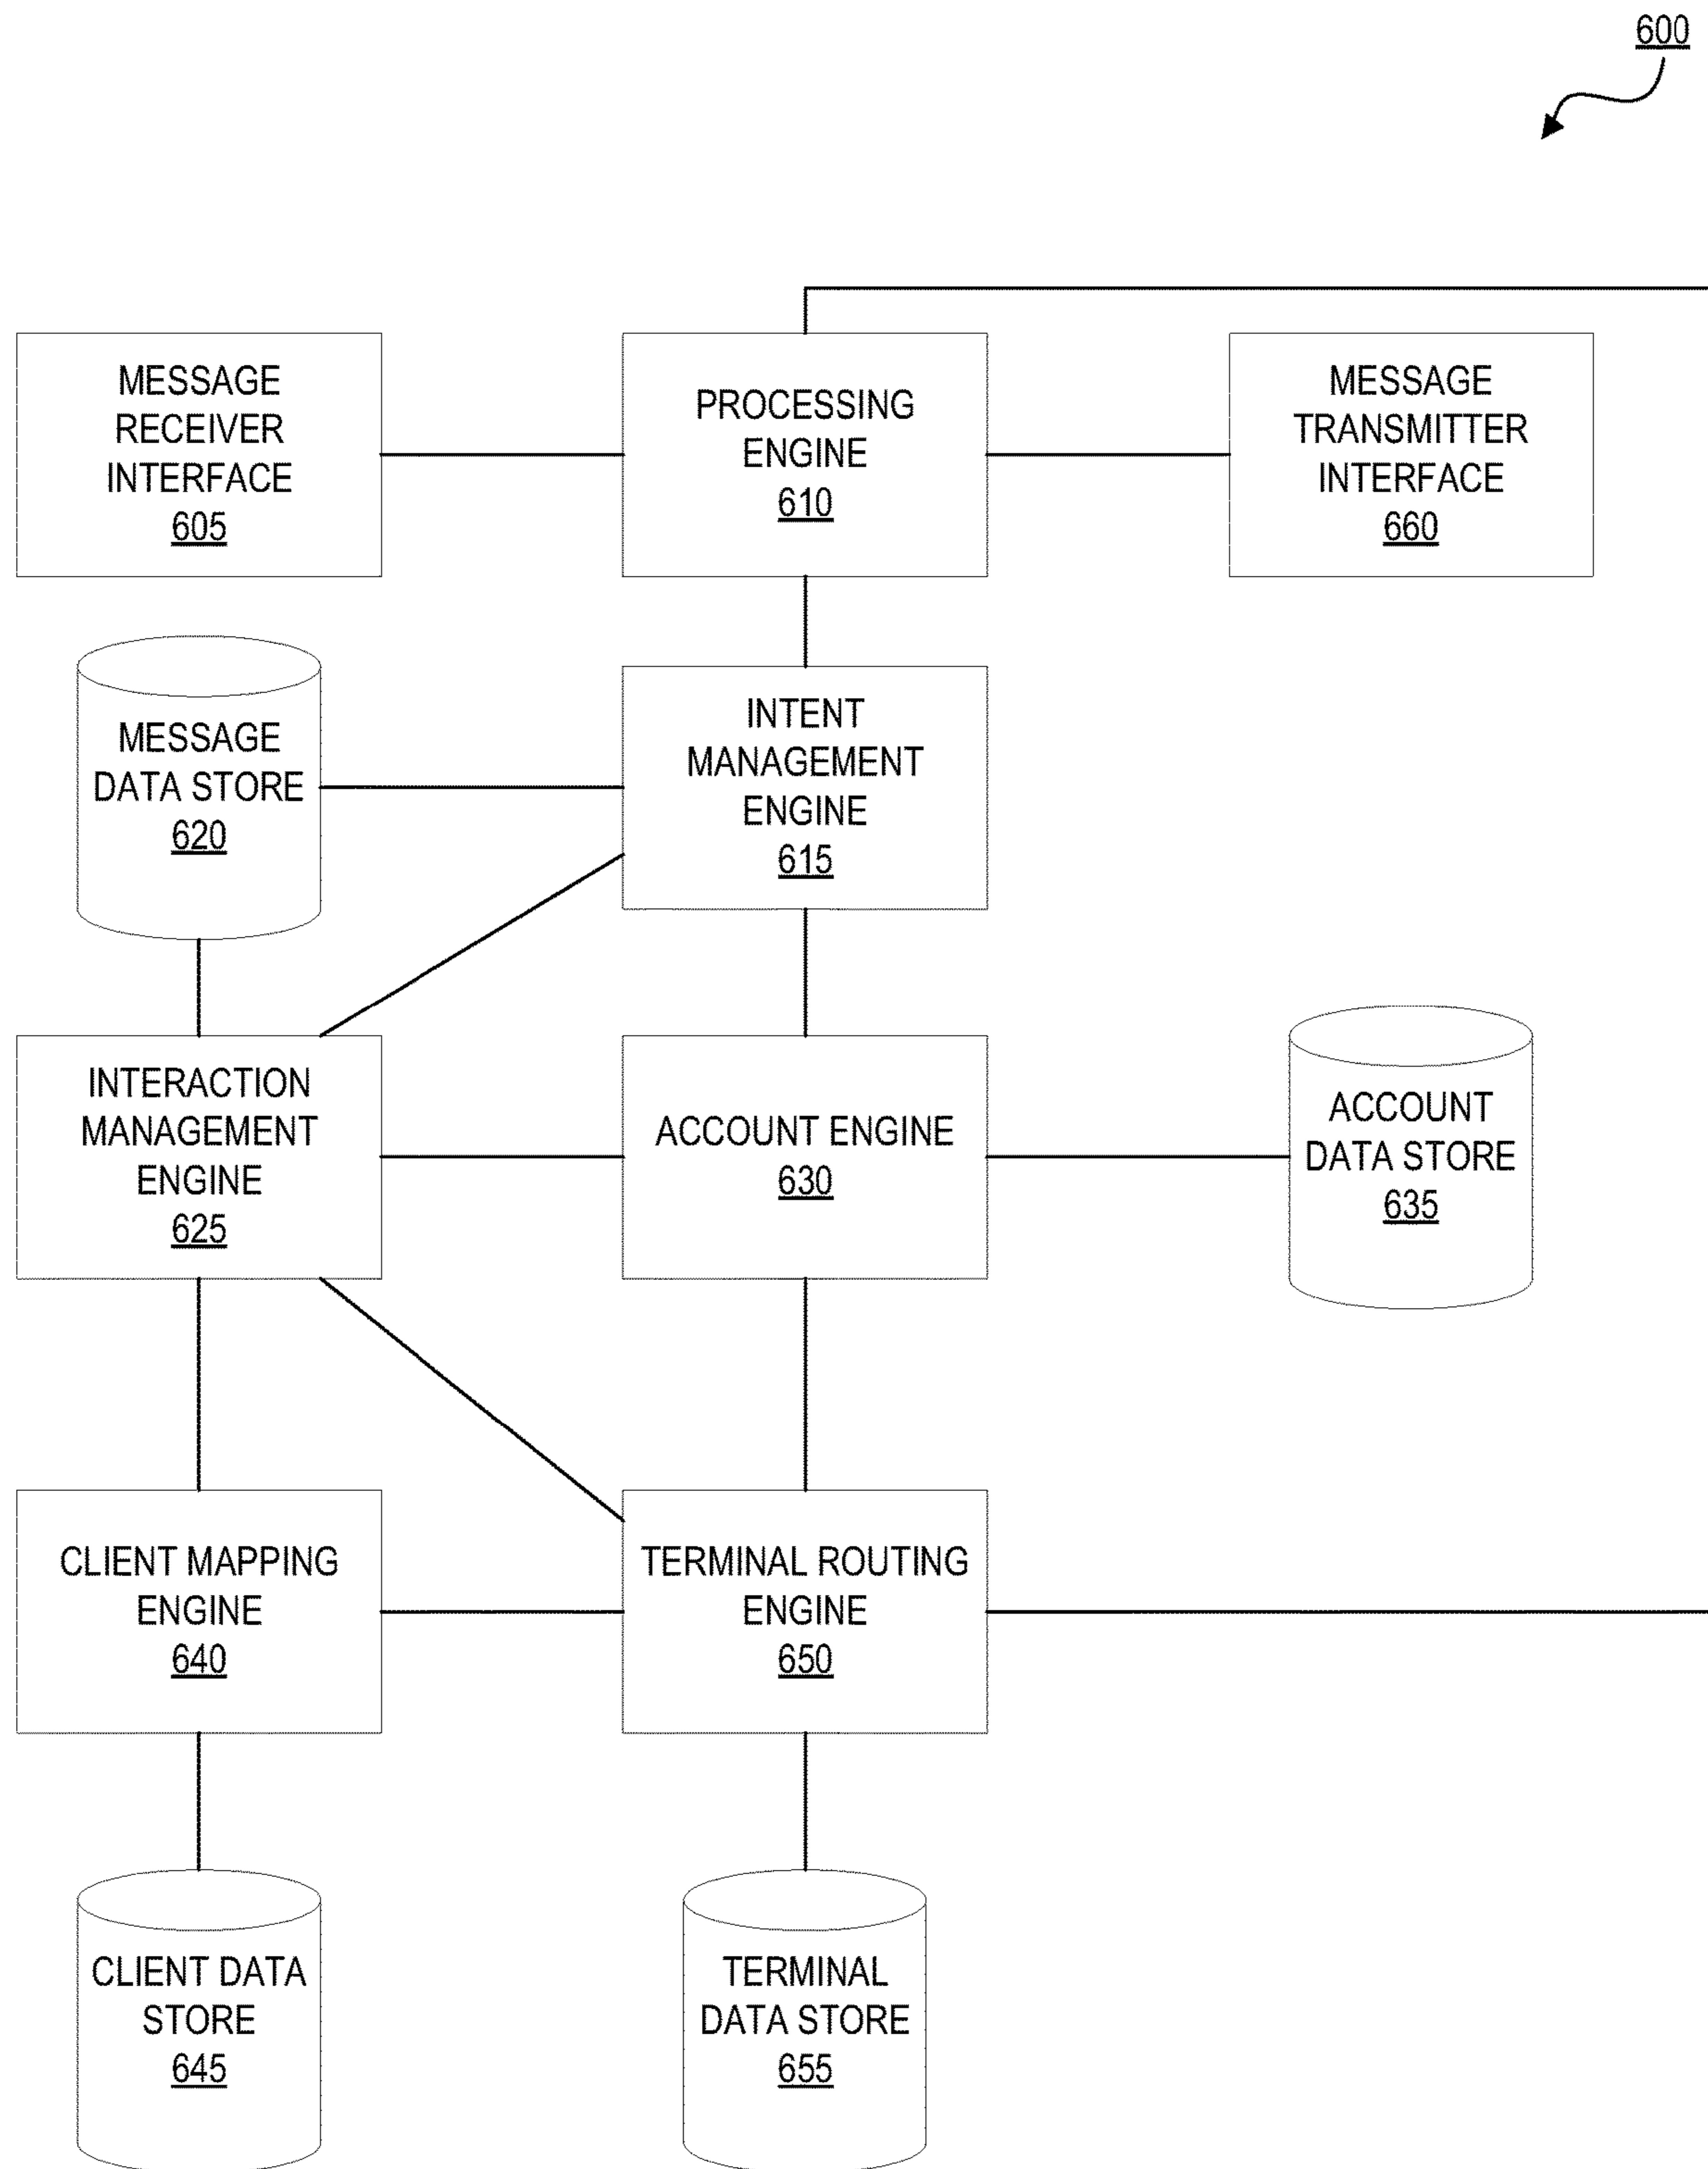 600
MESSAGE
RECEIVER
INTERFACE
605
PROCESSING
ENGINE
610
MESSAGE
TRANSMITTER
INTERFACE
660
MESSAGE
DATA STORE
620
INTENT
MANAGEMENT
ENGINE
615
INTERACTION
MANAGEMENT
ENGINE
625
ACCOUNT ENGINE
630
ACCOUNT
DATA STORE
635
CLIENT MAPPING
ENGINE
640
TERMINAL ROUTING
ENGINE
650
CLIENT DATA
STORE
645
TERMINAL
DATA STORE
655